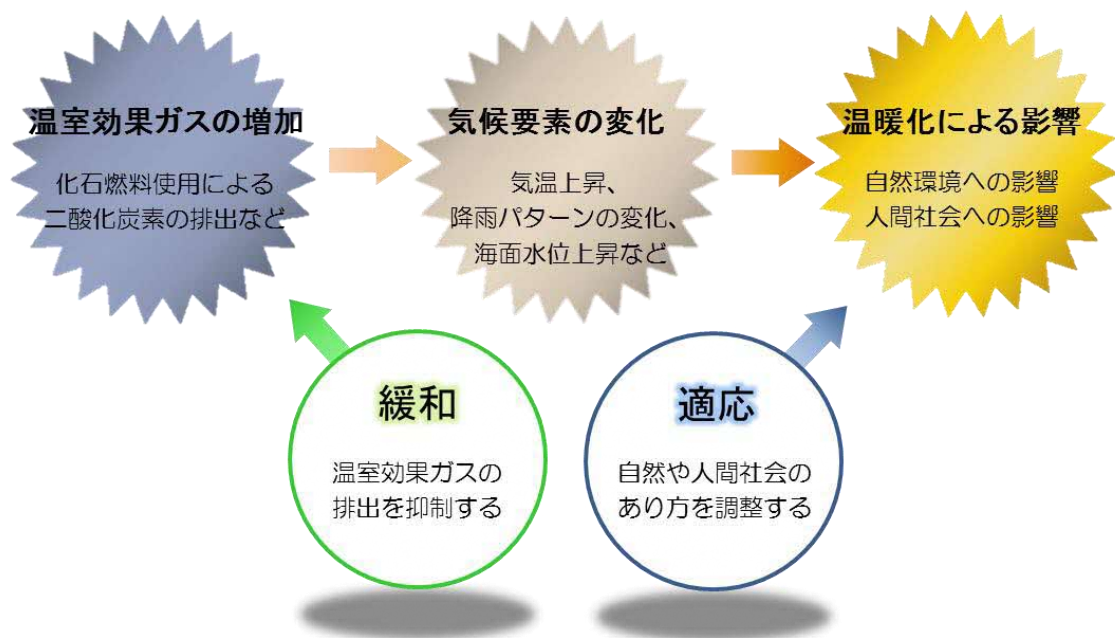 温室効果ガスの増加
化石燃料使用による
二酸化炭素の排出など
気候要素の変化
気温上昇、
降雨パターンの変化、
海面水位上昇など
温暖化による影響
自然環境への影響
人間社会への影響
緩和
温室効果ガスの
排出を抑制する
適応
自然や人間社会の
あり方を調整する